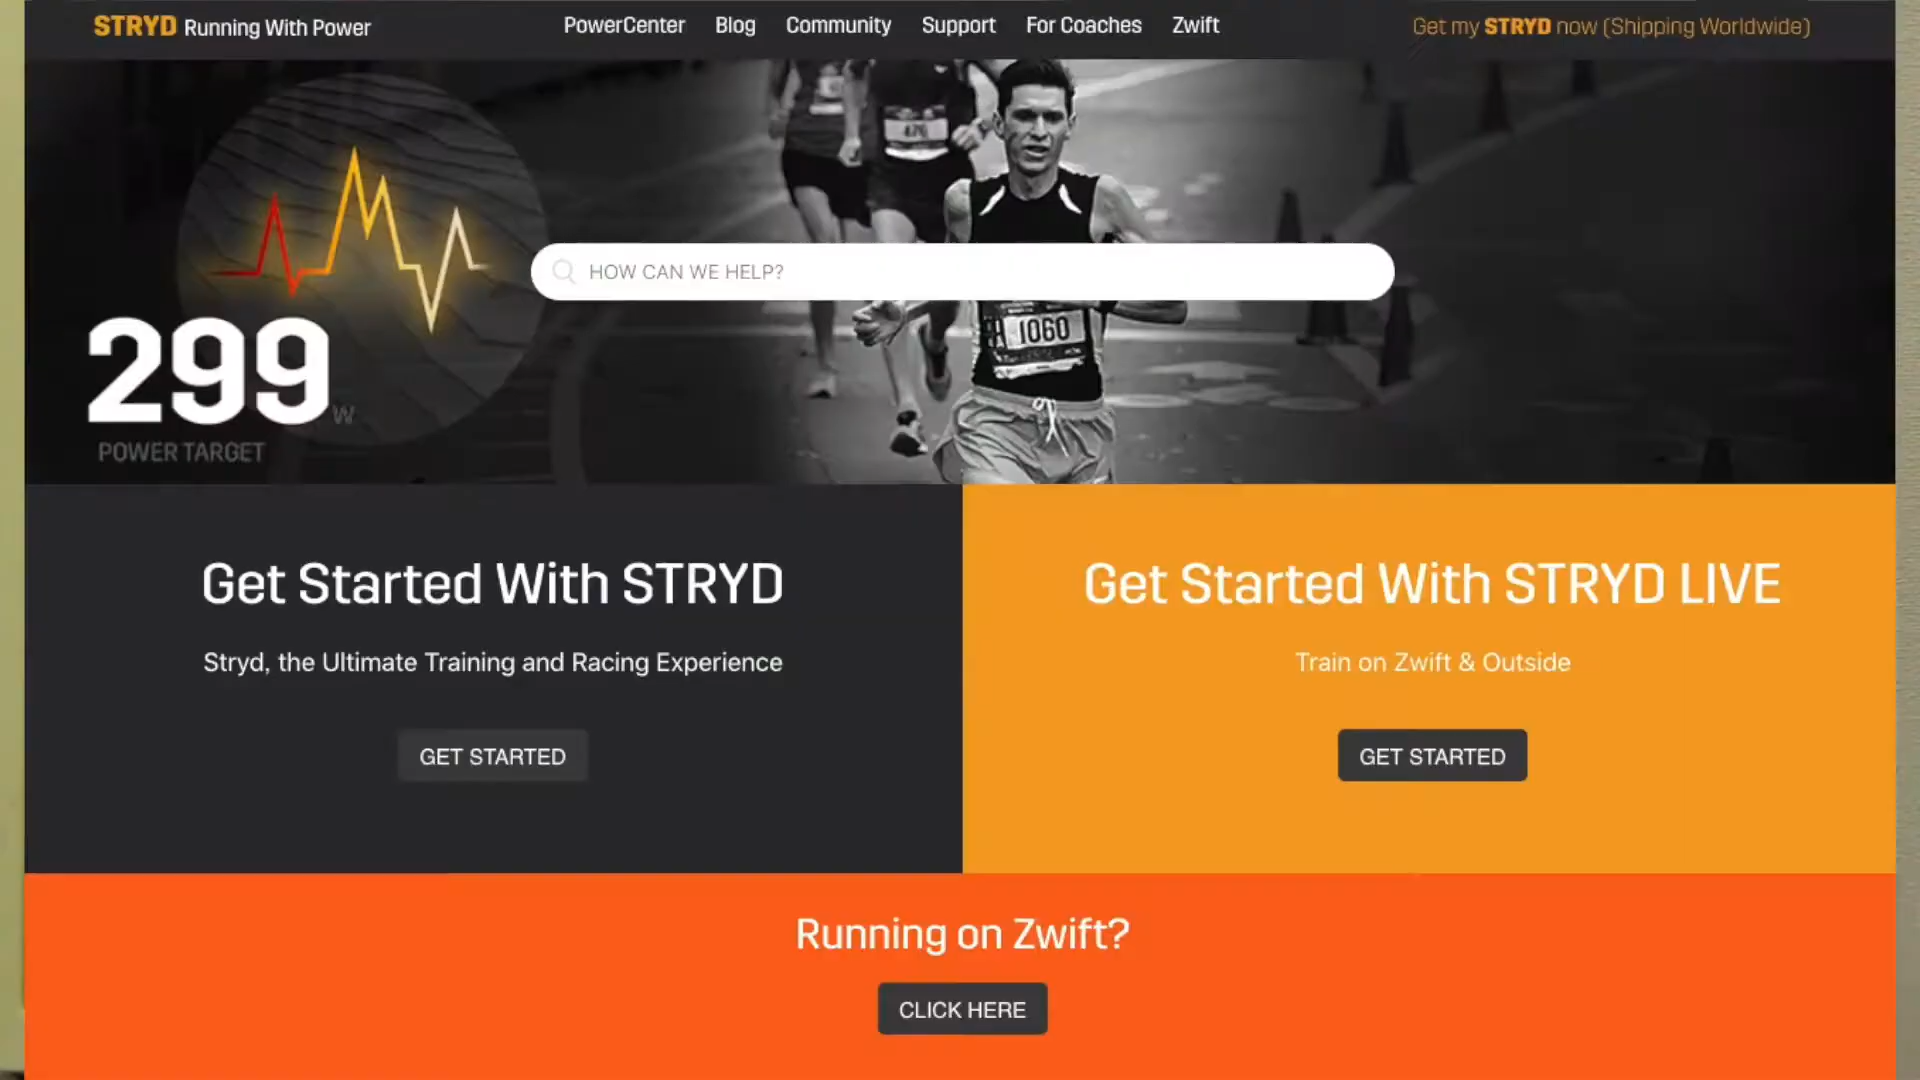 STRYD Running With Power
PowerCenter Blog Community Support For Coaches Zwift
Get my STRYD now (Shipping Worldwide)
HOW CAN WE HELP?
1060
299 W
POWER TARGET
Get Started With STRYD
Stryd, the Ultimate Training and Racing Experience
GET STARTED
Get Started With STRYD LIVE
Train on Zwift & Outside
GET STARTED
Running on Zwift?
CLICK HERE